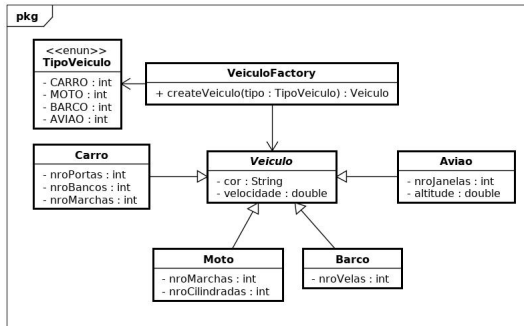 pkg
<<enun>>
TipoVeiculo
- CARRO : int
- MOTO : int
- BARCO : int
- AVIAO : int
VeiculoFactory
+ createVeiculo(tipo : TipoVeiculo) : Veiculo
Carro
- nroPortas : int
- nroBancos : int
- nroMarchas : int
Veiculo
- cor : String
- velocidade : double
Aviao
- nroJanelas : int
- altitude : double
Moto
- nroMarchas : int
- nroCilindradas : int
Barco
- nroVelas : int